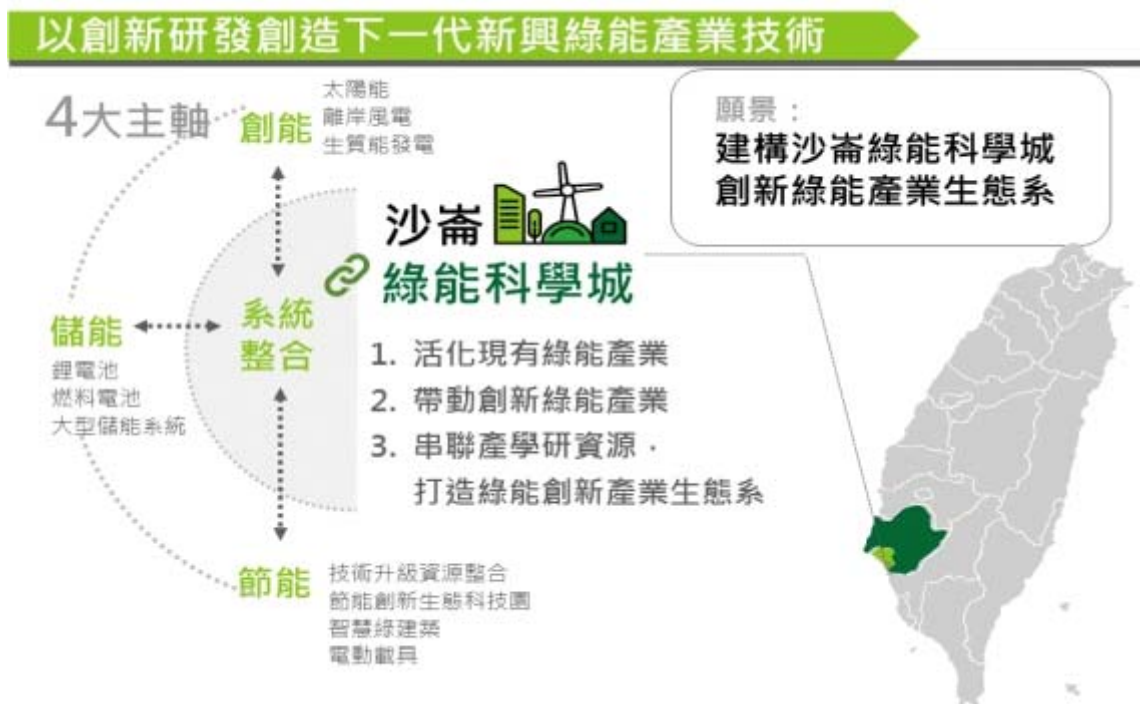 以創新研發創造下一代新興綠能產業技術
4大主軸
創能
太陽能
離岸風電
生質能發電
願景：
建構沙崙綠能科學城
創新綠能產業生態系
沙崙
綠能科學城
系統
整合
儲能
鋰電池
燃料電池
大型儲能系統
1. 活化現有綠能產業
2. 帶動創新綠能產業
3. 串聯產學研資源，
打造綠能創新產業生態系
節能
技術升級資源整合
節能創新生態科技園
智慧綠建築
電動載具